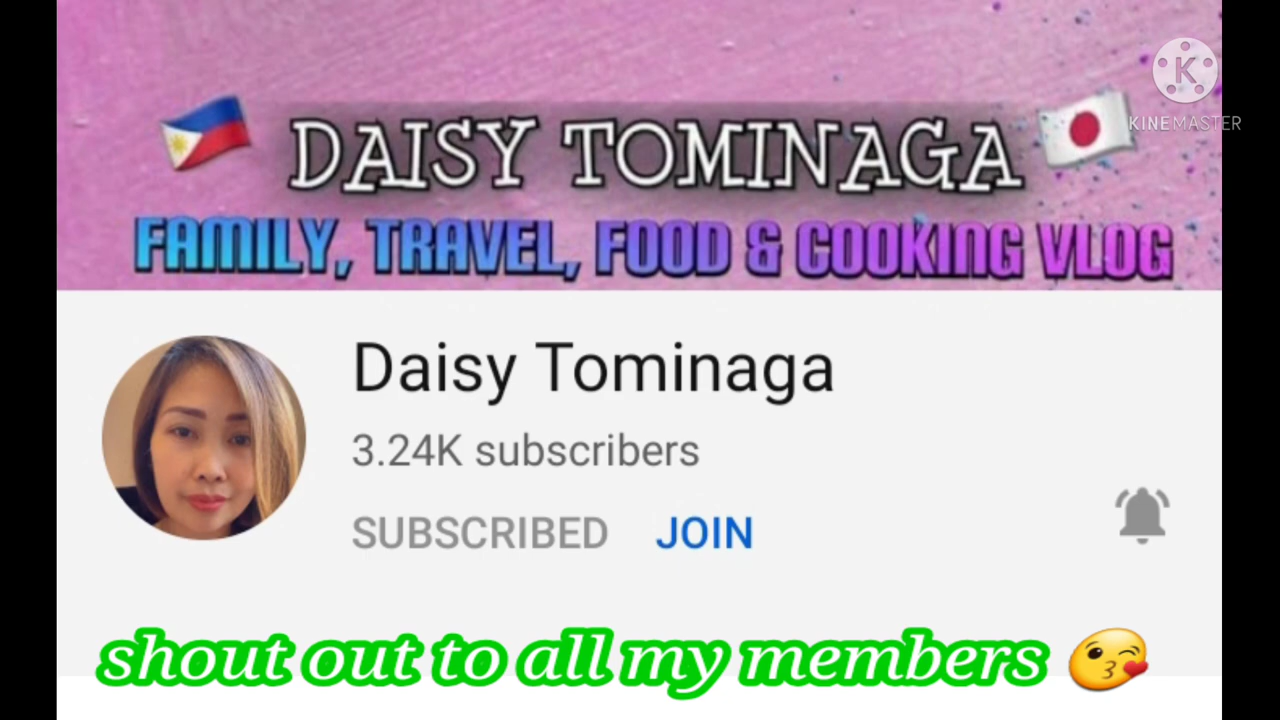 DAISY TOMINAGA
K
KINEMASTER
FAMILY, TRAVEL, FOOD & COOKING VLOG
Daisy Tominaga
3.24K subscribers
SUBSCRIBED JOIN
shout out to all my members 😘